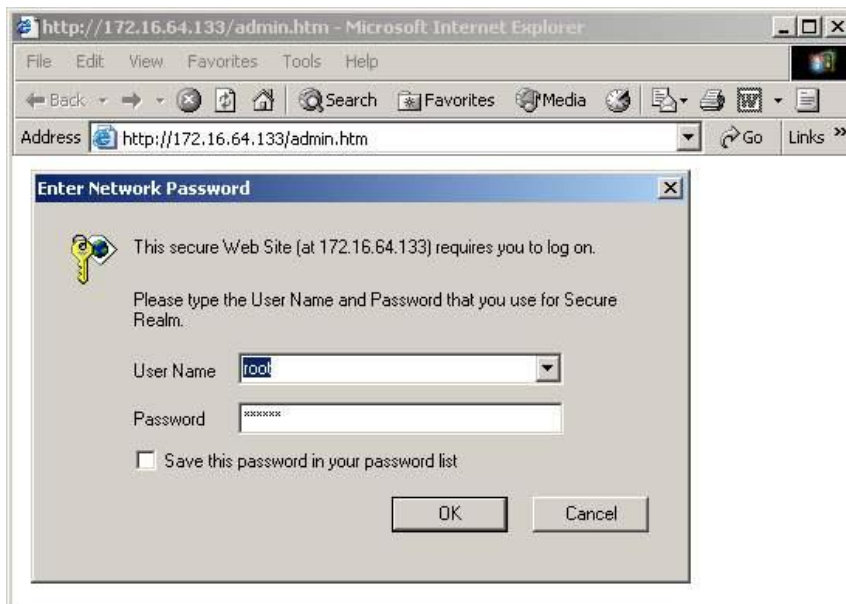 http://172.16.64.133/admin.htm - Microsoft Internet Explorer
File Edit View Favorites Tools Help
Back Search Favorites Media
Address http://172.16.64.133/admin.htm Go Links »
Enter Network Password
This secure Web Site (at 172.16.64.133) requires you to log on.
Please type the User Name and Password that you use for Secure
Realm.
User Name root
Password xxxxxx
Save this password in your password list
OK Cancel